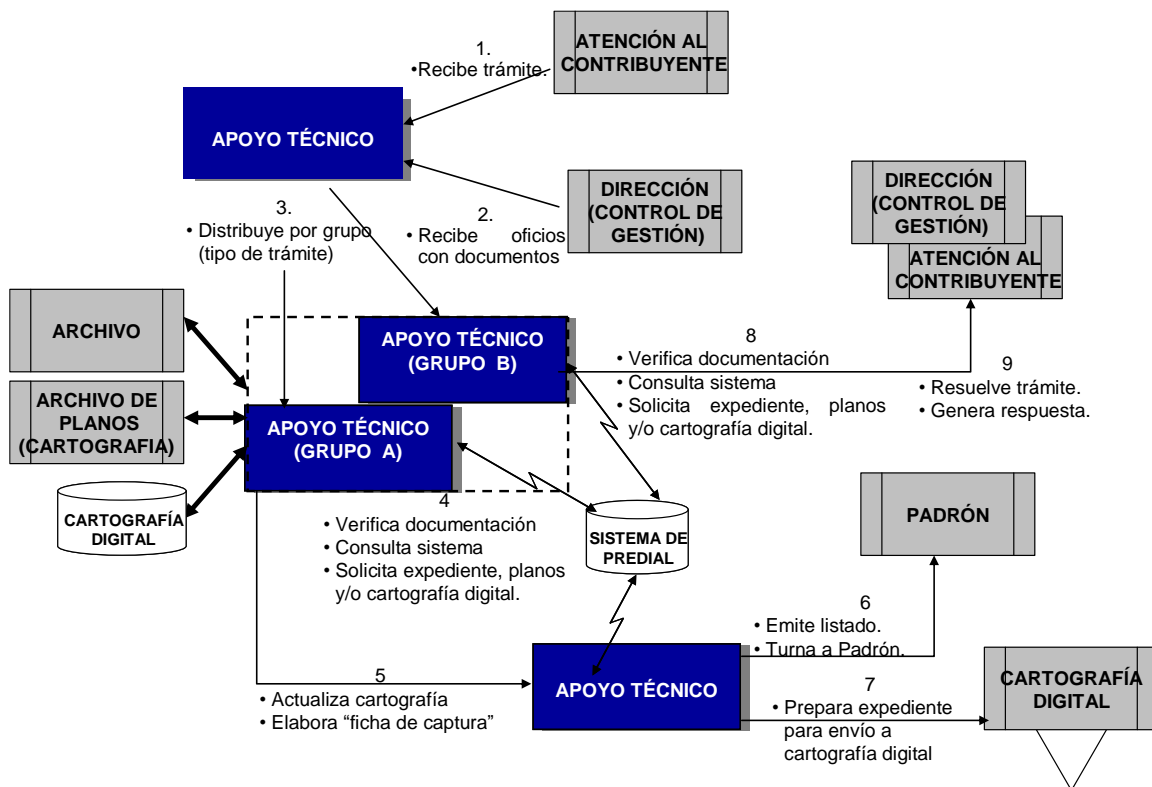 1.
• Recibe trámite.
ATENCIÓN AL
CONTRIBUYENTE
APOYO TÉCNICO
DIRECCIÓN
(CONTROL DE
GESTIÓN)
2.
• Recibe oficios
con documentos
3.
• Distribuye por grupo
(tipo de trámite)
DIRECCIÓN
(CONTROL DE
GESTIÓN)
ATENCIÓN AL
CONTRIBUYENTE
ARCHIVO
ARCHIVO DE
PLANOS
(CARTOGRAFIA)
CARTOGRAFÍA
DIGITAL
APOYO TÉCNICO
(GRUPO B)
APOYO TÉCNICO
(GRUPO A)
8
• Verifica documentación
• Consulta sistema
• Solicita expediente, planos
y/o cartografía digital.
9
• Resuelve trámite.
• Genera respuesta.
4
• Verifica documentación
• Consulta sistema
• Solicita expediente, planos
y/o cartografía digital.
SISTEMA DE
PREDIAL
PADRÓN
5
• Actualiza cartografía
• Elabora “ficha de captura”
APOYO TÉCNICO
6
• Emite listado.
• Turna a Padrón.
7
• Prepara expediente
para envío a
cartografía digital
CARTOGRAFÍA
DIGITAL